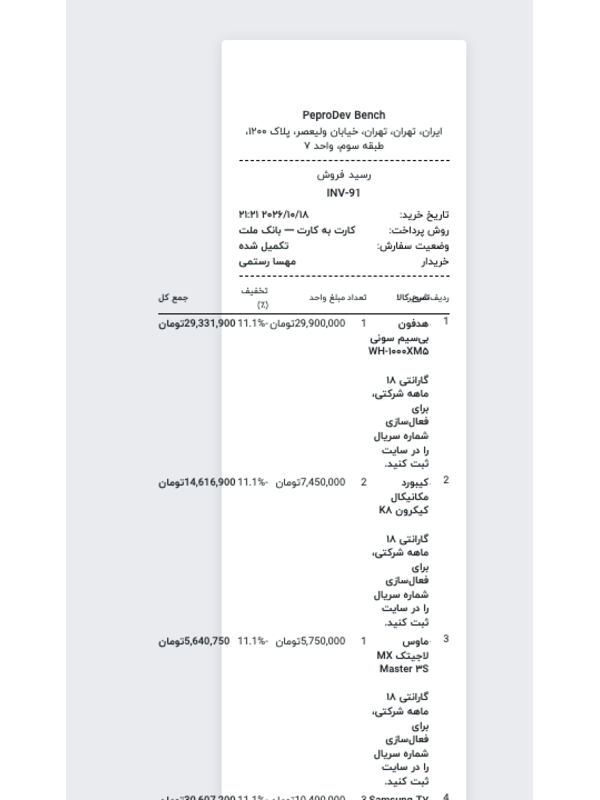 PeproDev Bench
ایران، تهران، تهران، خیابان ولیعصر، پلاک ۱۲۰۰،
طبقه سوم، واحد ۷
رسید فروش
INV-91
تاریخ خرید: ۲۰۲۶/۱۰/۱۸ ۲۱:۲۱
روش پرداخت: کارت به کارت — بانک ملت
وضعیت سفارش: تکمیل شده
خریدار مهسا رستمی
ردیف کالا تعداد مبلغ واحد تخفیف (٪) جمع کل
1 هدفون 1 29,900,000تومان -11.1% 29,331,900تومان
بی‌سیم سونی
WH-۱۰۰۰XM۵
گارانتی ۱۸
ماهه شرکتی،
برای
فعال‌سازی
شماره سریال
را در سایت
ثبت کنید.
2 کیبورد 2 7,450,000تومان -11.1% 14,616,900تومان
مکانیکال
کیکرون K۸
گارانتی ۱۸
ماهه شرکتی،
برای
فعال‌سازی
شماره سریال
را در سایت
ثبت کنید.
3 ماوس 1 5,750,000تومان -11.1% 5,640,750تومان
لاجیتک MX
Master ۳S
گارانتی ۱۸
ماهه شرکتی،
برای
فعال‌سازی
شماره سریال
را در سایت
ثبت کنید.